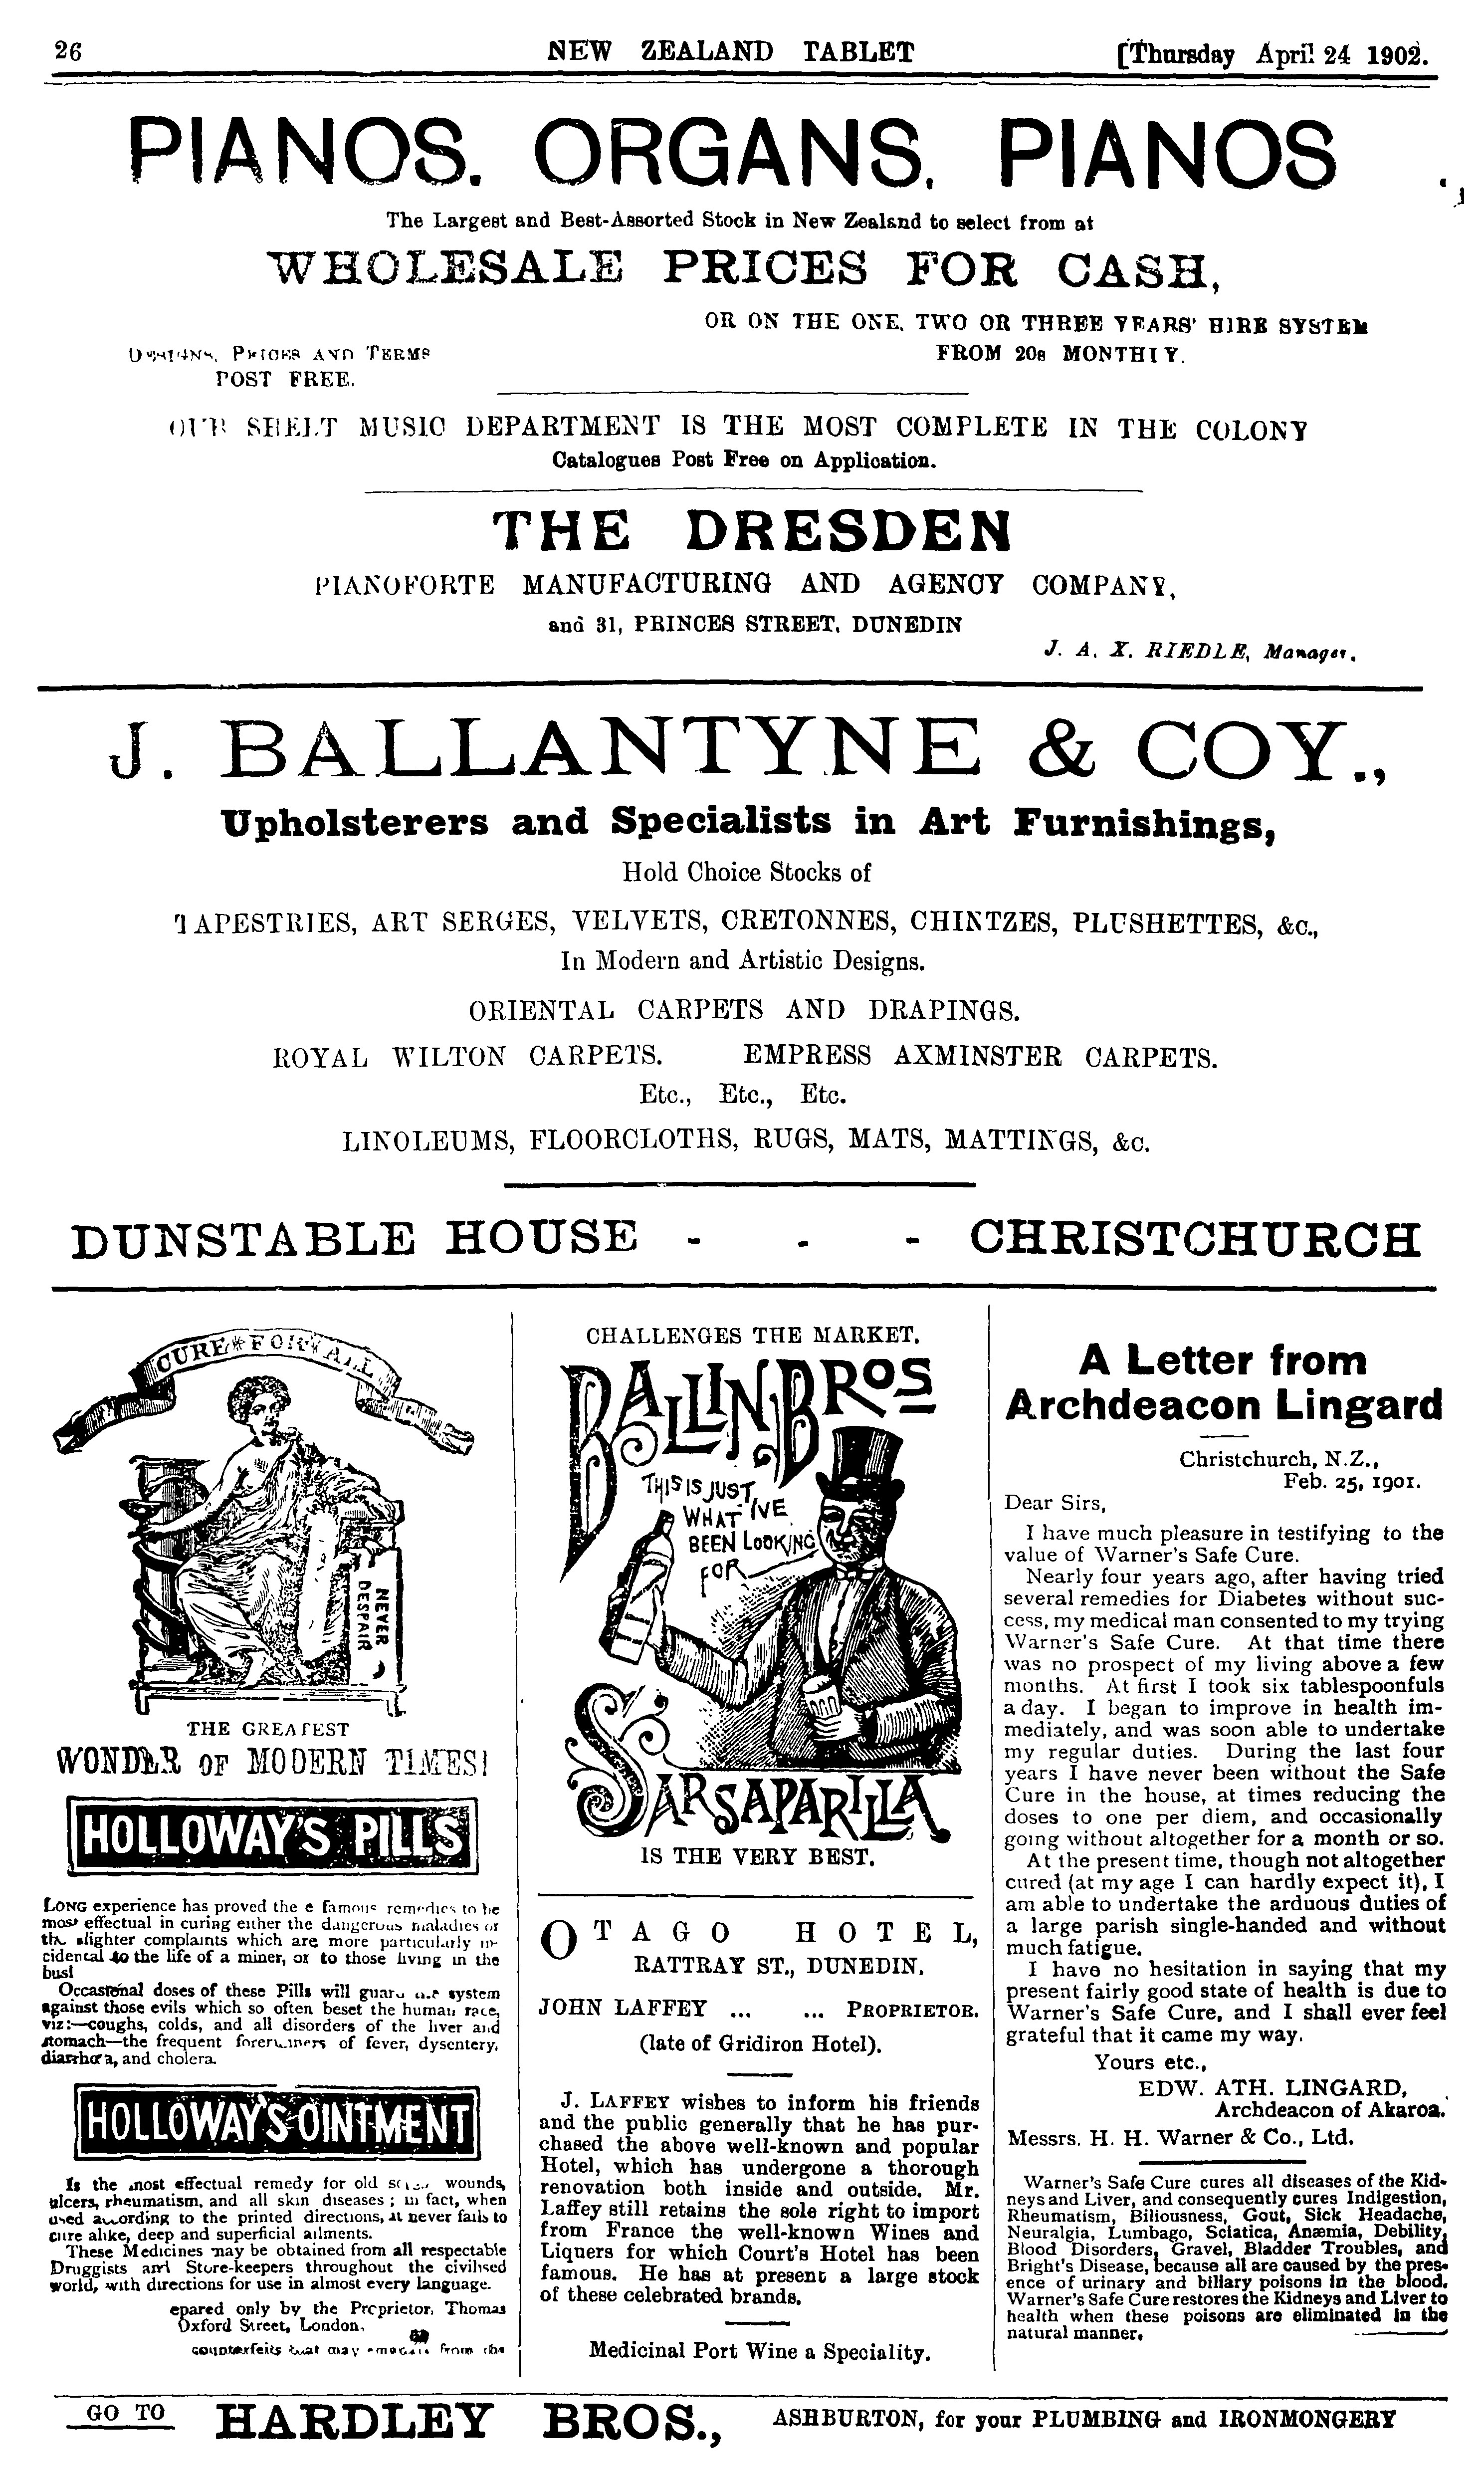 26
NEW ZEALAND TABLET
[Thursday April 24 1902.
PIANOS. ORGANS. PIANOS
The Largest and Best-Assorted Stock in New Zealand to select from at
WHOLESALE PRICES FOR CASH,
OR ON THE ONE, TWO OR THREE YEARS' HIRE SYSTEM
FROM 20s MONTHLY.
DESIGNS, PRICES AND TERMS
POST FREE.
OUR SHEET MUSIC DEPARTMENT IS THE MOST COMPLETE IN THE COLONY
Catalogues Post Free on Application.
THE DRESDEN
PIANOFORTE MANUFACTURING AND AGENCY COMPANY,
and 31, PRINCES STREET, DUNEDIN
J. A. X. RIEDLE, Manager.
J. BALLANTYNE & COY.,
Upholsterers and Specialists in Art Furnishings,
Hold Choice Stocks of
TAPESTRIES, ART SERGES, VELVETS, CRETONNES, CHINTZES, PLUSHETTES, &c.,
In Modern and Artistic Designs.
ORIENTAL CARPETS AND DRAPINGS.
ROYAL WILTON CARPETS. EMPRESS AXMINSTER CARPETS.
Etc., Etc., Etc.
LINOLEUMS, FLOORCLOTHS, RUGS, MATS, MATTINGS, &c.
DUNSTABLE HOUSE - - - CHRISTCHURCH
CURE FOR ALL
NEVER
DESPAIR
THE GREATEST
WONDER OF MODERN TIMES!
HOLLOWAY'S PILLS
LONG experience has proved the e famous remedies to be
most effectual in curing either the dangerous maladies or
the slighter complaints which are more particularly in-
cidental to the life of a miner, or to those living in the
bush
Occasional doses of these Pills will guard the system
against those evils which so often beset the human race,
viz:—coughs, colds, and all disorders of the liver and
stomach—the frequent forerunners of fever, dysentery,
diarrhœa, and cholera.
HOLLOWAY'S OINTMENT
Is the most effectual remedy for old sores, wounds,
ulcers, rheumatism, and all skin diseases ; in fact, when
used according to the printed directions, it never fails to
cure alike, deep and superficial ailments.
These Medicines may be obtained from all respectable
Druggists and Store-keepers throughout the civilised
world, with directions for use in almost every language.
epared only by the Proprietor, Thomas
Oxford Street, London,
counterfeits that may from the
CHALLENGES THE MARKET.
BALLIN BROS
THIS IS JUST
WHAT I'VE
BEEN LOOKING
FOR
SARSAPARILLA
IS THE VERY BEST.
OTAGO HOTEL,
RATTRAY ST., DUNEDIN.
JOHN LAFFEY ... ... PROPRIETOR.
(late of Gridiron Hotel).
J. LAFFEY wishes to inform his friends
and the public generally that he has pur-
chased the above well-known and popular
Hotel, which has undergone a thorough
renovation both inside and outside. Mr.
Laffey still retains the sole right to import
from France the well-known Wines and
Liquers for which Court's Hotel has been
famous. He has at present a large stock
of these celebrated brands.
Medicinal Port Wine a Speciality.
A Letter from
Archdeacon Lingard
Christchurch, N.Z.,
Feb. 25, 1901.
Dear Sirs,
I have much pleasure in testifying to the
value of Warner's Safe Cure.
Nearly four years ago, after having tried
several remedies for Diabetes without suc-
cess, my medical man consented to my trying
Warner's Safe Cure. At that time there
was no prospect of my living above a few
months. At first I took six tablespoonfuls
a day. I began to improve in health im-
mediately, and was soon able to undertake
my regular duties. During the last four
years I have never been without the Safe
Cure in the house, at times reducing the
doses to one per diem, and occasionally
going without altogether for a month or so.
At the present time, though not altogether
cured (at my age I can hardly expect it), I
am able to undertake the arduous duties of
a large parish single-handed and without
much fatigue.
I have no hesitation in saying that my
present fairly good state of health is due to
Warner's Safe Cure, and I shall ever feel
grateful that it came my way.
Yours etc.,
EDW. ATH. LINGARD,
Archdeacon of Akaroa.
Messrs. H. H. Warner & Co., Ltd.
Warner's Safe Cure cures all diseases of the Kid-
neys and Liver, and consequently cures Indigestion,
Rheumatism, Biliousness, Gout, Sick Headache,
Neuralgia, Lumbago, Sciatica, Anæmia, Debility,
Blood Disorders, Gravel, Bladder Troubles, and
Bright's Disease, because all are caused by the pres-
ence of urinary and biliary poisons in the blood.
Warner's Safe Cure restores the Kidneys and Liver to
health when these poisons are eliminated in the
natural manner.
GO TO HARDLEY BROS., ASHBURTON, for your PLUMBING and IRONMONGERY